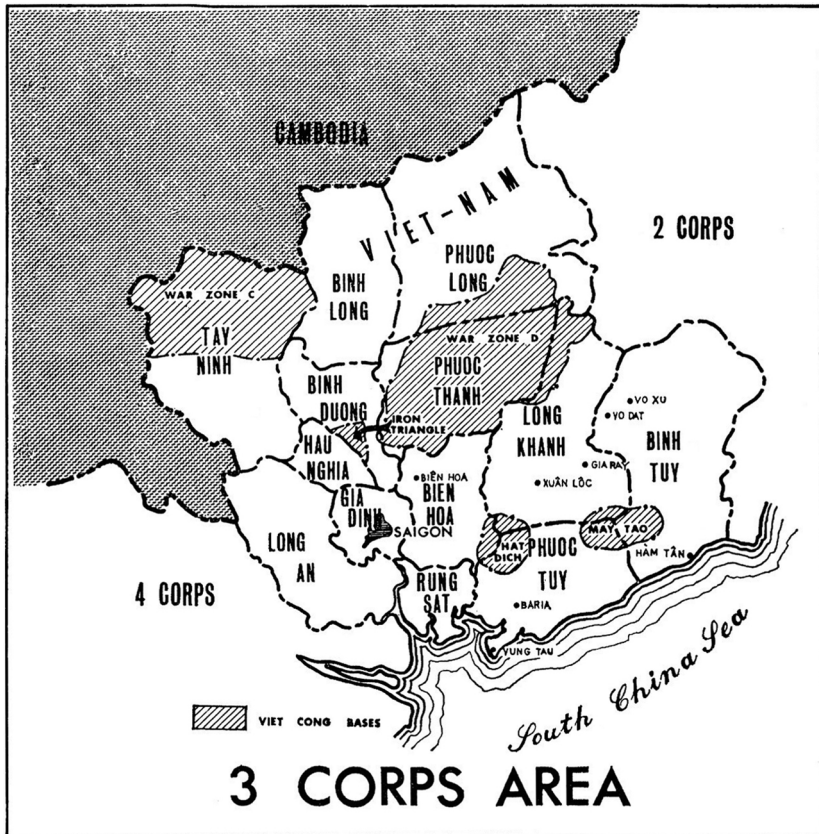 CAMBODIA
VIET-NAM
2 CORPS
PHUOC
LONG
BINH
LONG
WAR ZONE C
TAY
NINH
WAR ZONE D
PHUOC
THANH
BINH
DUONG
IRON
TRIANGLE
HAU
NGHIA
LONG
KHANH
VO XU
VO DAT
BINH
TUY
GIA RAY
XUÂN LÔC
BIÊN HOA
BIEN
HOA
GIA
DINH
SAIGON
LONG
AN
HAT
DICH
PHUOC
TUY
MAY TAO
HÀM TÂN
RUNG
SAT
BARIA
VUNG TAU
4 CORPS
South China Sea
VIET CONG BASES
3 CORPS AREA